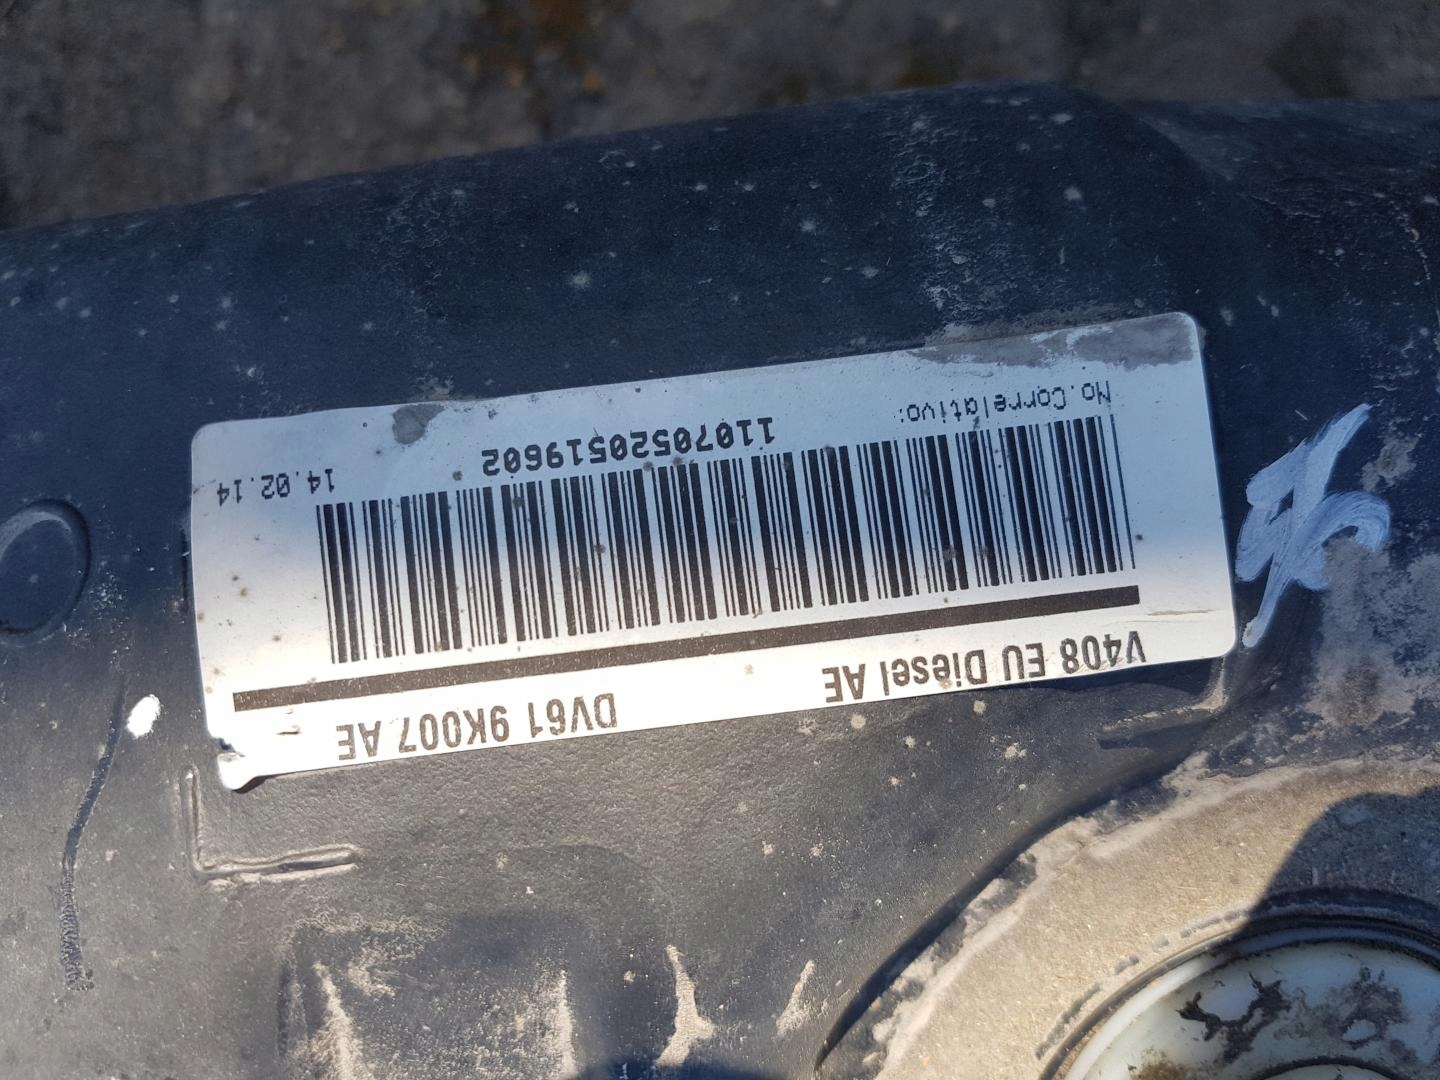 V408 EU Diesel AE DV61 9K007 AE
No.Correlativo: 11070520519602 14.02.14